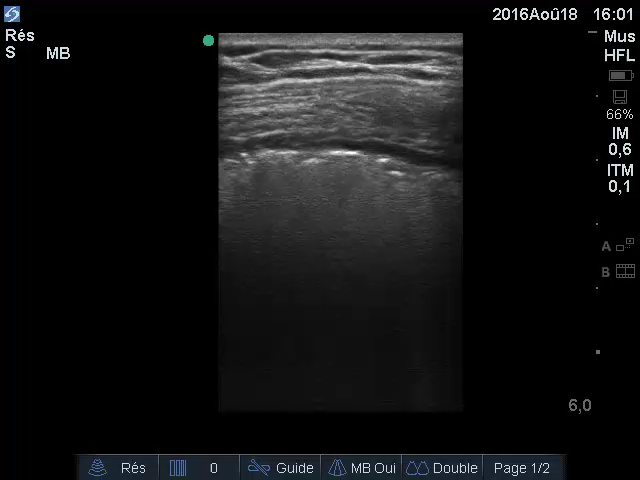 2016Aoû18 16:01
Rés
S MB
Mus
HFL
66%
IM
0,6
ITM
0,1
A
B
6,0
Rés 0 Guide MB Oui Double Page 1/2